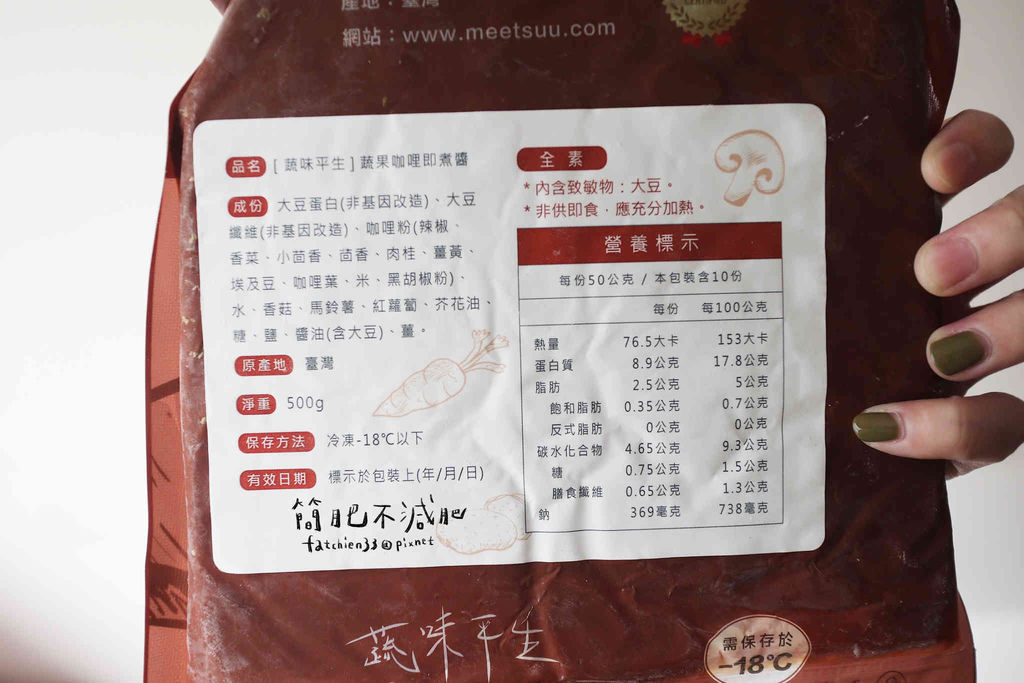 產地：臺灣
網站：www.meetsuu.com
品名 [ 蔬味平生 ] 蔬果咖哩即煮醬
成份 大豆蛋白(非基因改造)、大豆
纖維(非基因改造)、咖哩粉(辣椒、
香菜、小茴香、茴香、肉桂、薑黃、
埃及豆、咖哩葉、米、黑胡椒粉)、
水、香菇、馬鈴薯、紅蘿蔔、芥花油、
糖、鹽、醬油(含大豆)、薑。
原產地 臺灣
淨重 500g
保存方法 冷凍-18℃以下
有效日期 標示於包裝上(年/月/日)
簡肥不減肥
fatchien33@pixnet
全素
*內含致敏物：大豆。
*非供即食，應充分加熱。
營養標示
每份50公克 / 本包裝含10份
每份 每100公克
熱量 76.5大卡 153大卡
蛋白質 8.9公克 17.8公克
脂肪 2.5公克 5公克
飽和脂肪 0.35公克 0.7公克
反式脂肪 0公克 0公克
碳水化合物 4.65公克 9.3公克
糖 0.75公克 1.5公克
膳食纖維 0.65公克 1.3公克
鈉 369毫克 738毫克
蔬味平生
需保存於
-18℃